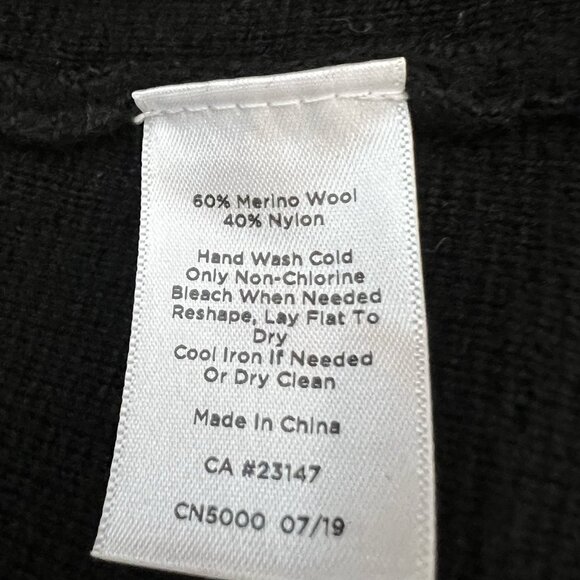 60% Merino Wool
40% Nylon
Hand Wash Cold
Only Non-Chlorine
Bleach When Needed
Reshape, Lay Flat To
Dry
Cool Iron If Needed
Or Dry Clean
Made In China
CA #23147
CN5000 07/19